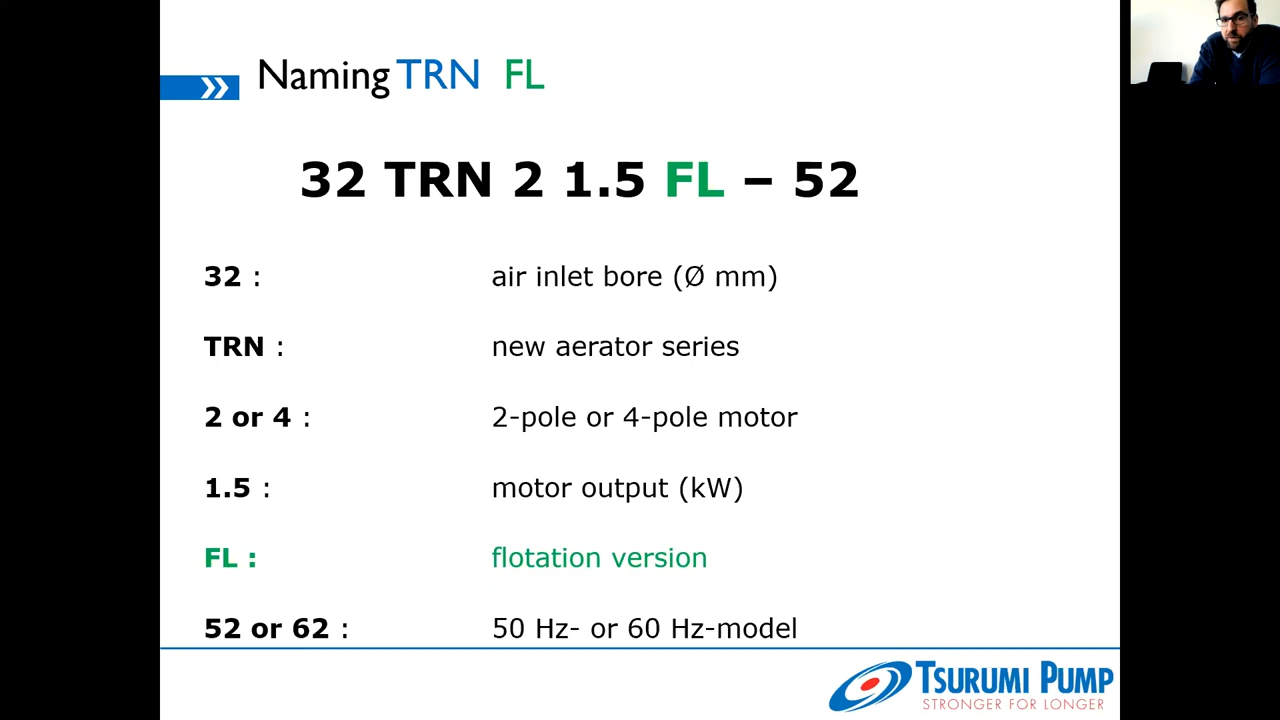 Naming TRN FL
32 TRN 2 1.5 FL – 52
32 : air inlet bore (Ø mm)
TRN : new aerator series
2 or 4 : 2-pole or 4-pole motor
1.5 : motor output (kW)
FL : flotation version
52 or 62 : 50 Hz- or 60 Hz-model
TSURUMI PUMP
STRONGER FOR LONGER